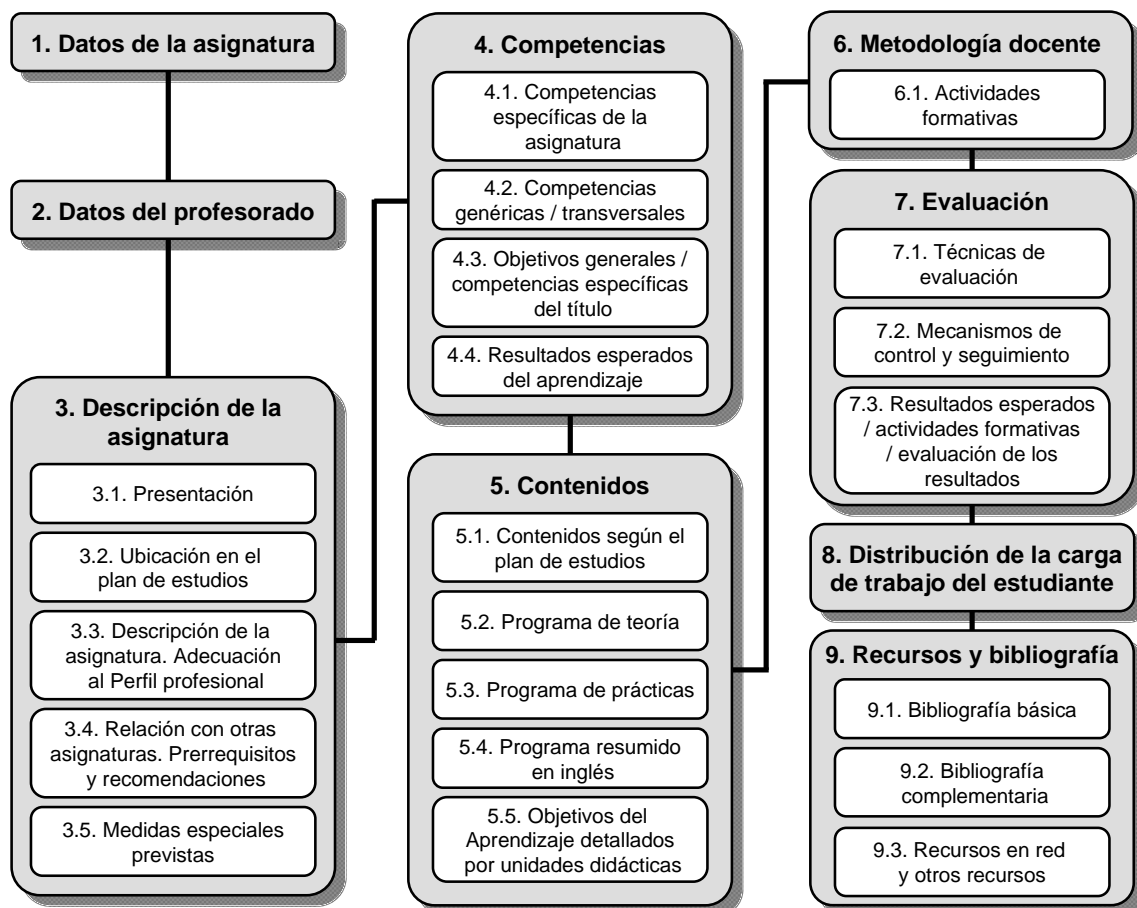 1. Datos de la asignatura
2. Datos del profesorado
3. Descripción de la
asignatura
3.1. Presentación
3.2. Ubicación en el
plan de estudios
3.3. Descripción de la
asignatura. Adecuación
al Perfil profesional
3.4. Relación con otras
asignaturas. Prerrequisitos
y recomendaciones
3.5. Medidas especiales
previstas
4. Competencias
4.1. Competencias
específicas de la
asignatura
4.2. Competencias
genéricas / transversales
4.3. Objetivos generales /
competencias específicas
del título
4.4. Resultados esperados
del aprendizaje
5. Contenidos
5.1. Contenidos según el
plan de estudios
5.2. Programa de teoría
5.3. Programa de prácticas
5.4. Programa resumido
en inglés
5.5. Objetivos del
Aprendizaje detallados
por unidades didácticas
6. Metodología docente
6.1. Actividades
formativas
7. Evaluación
7.1. Técnicas de
evaluación
7.2. Mecanismos de
control y seguimiento
7.3. Resultados esperados
/ actividades formativas
/ evaluación de los
resultados
8. Distribución de la carga
de trabajo del estudiante
9. Recursos y bibliografía
9.1. Bibliografía básica
9.2. Bibliografía
complementaria
9.3. Recursos en red
y otros recursos